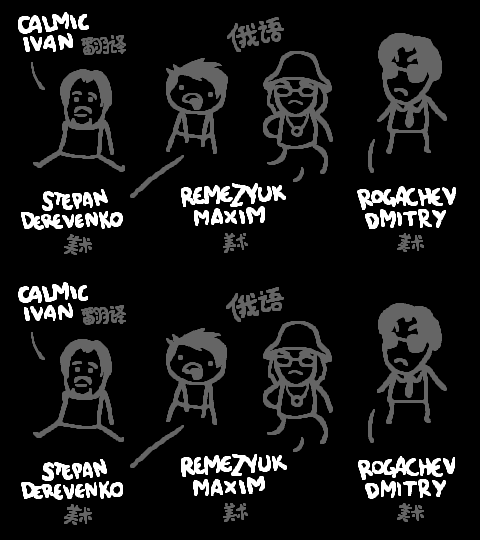 CALMIC
IVAN 翻译
俄语
STEPAN
DEREVENKO
美术
REMEZYUK
MAXIM
美术
ROGACHEV
DMITRY
美术
CALMIC
IVAN 翻译
俄语
STEPAN
DEREVENKO
美术
REMEZYUK
MAXIM
美术
ROGACHEV
DMITRY
美术